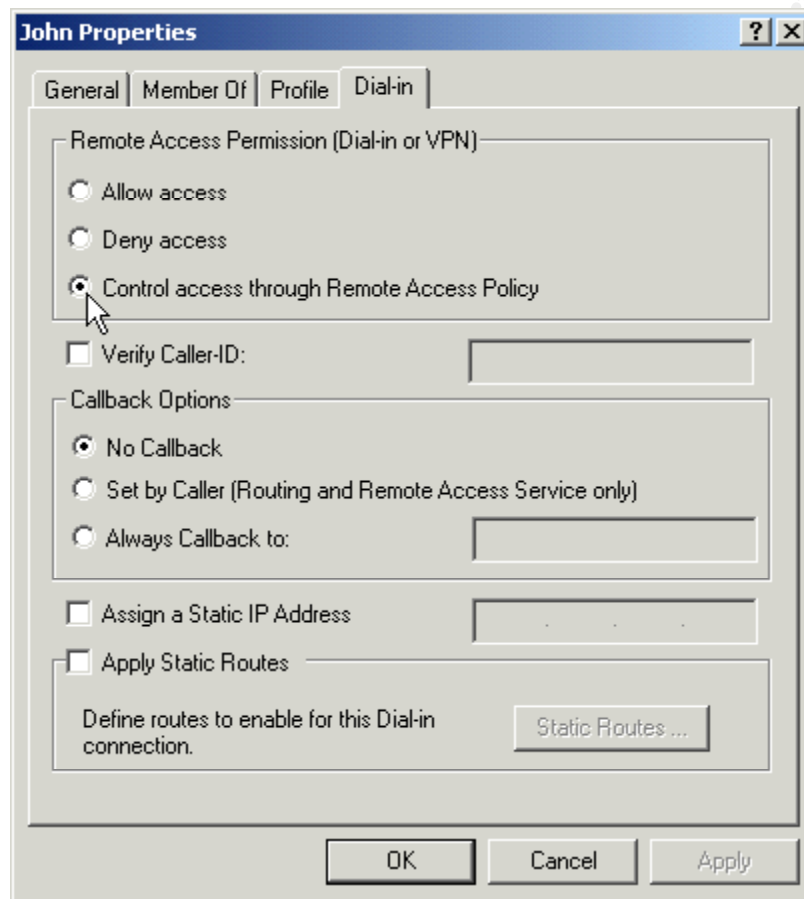 John Properties
General Member Of Profile Dial-in
Remote Access Permission (Dial-in or VPN)
Allow access
Deny access
Control access through Remote Access Policy
Verify Caller-ID:
Callback Options
No Callback
Set by Caller (Routing and Remote Access Service only)
Always Callback to:
Assign a Static IP Address
Apply Static Routes
Define routes to enable for this Dial-in
connection.
Static Routes ...
OK Cancel Apply